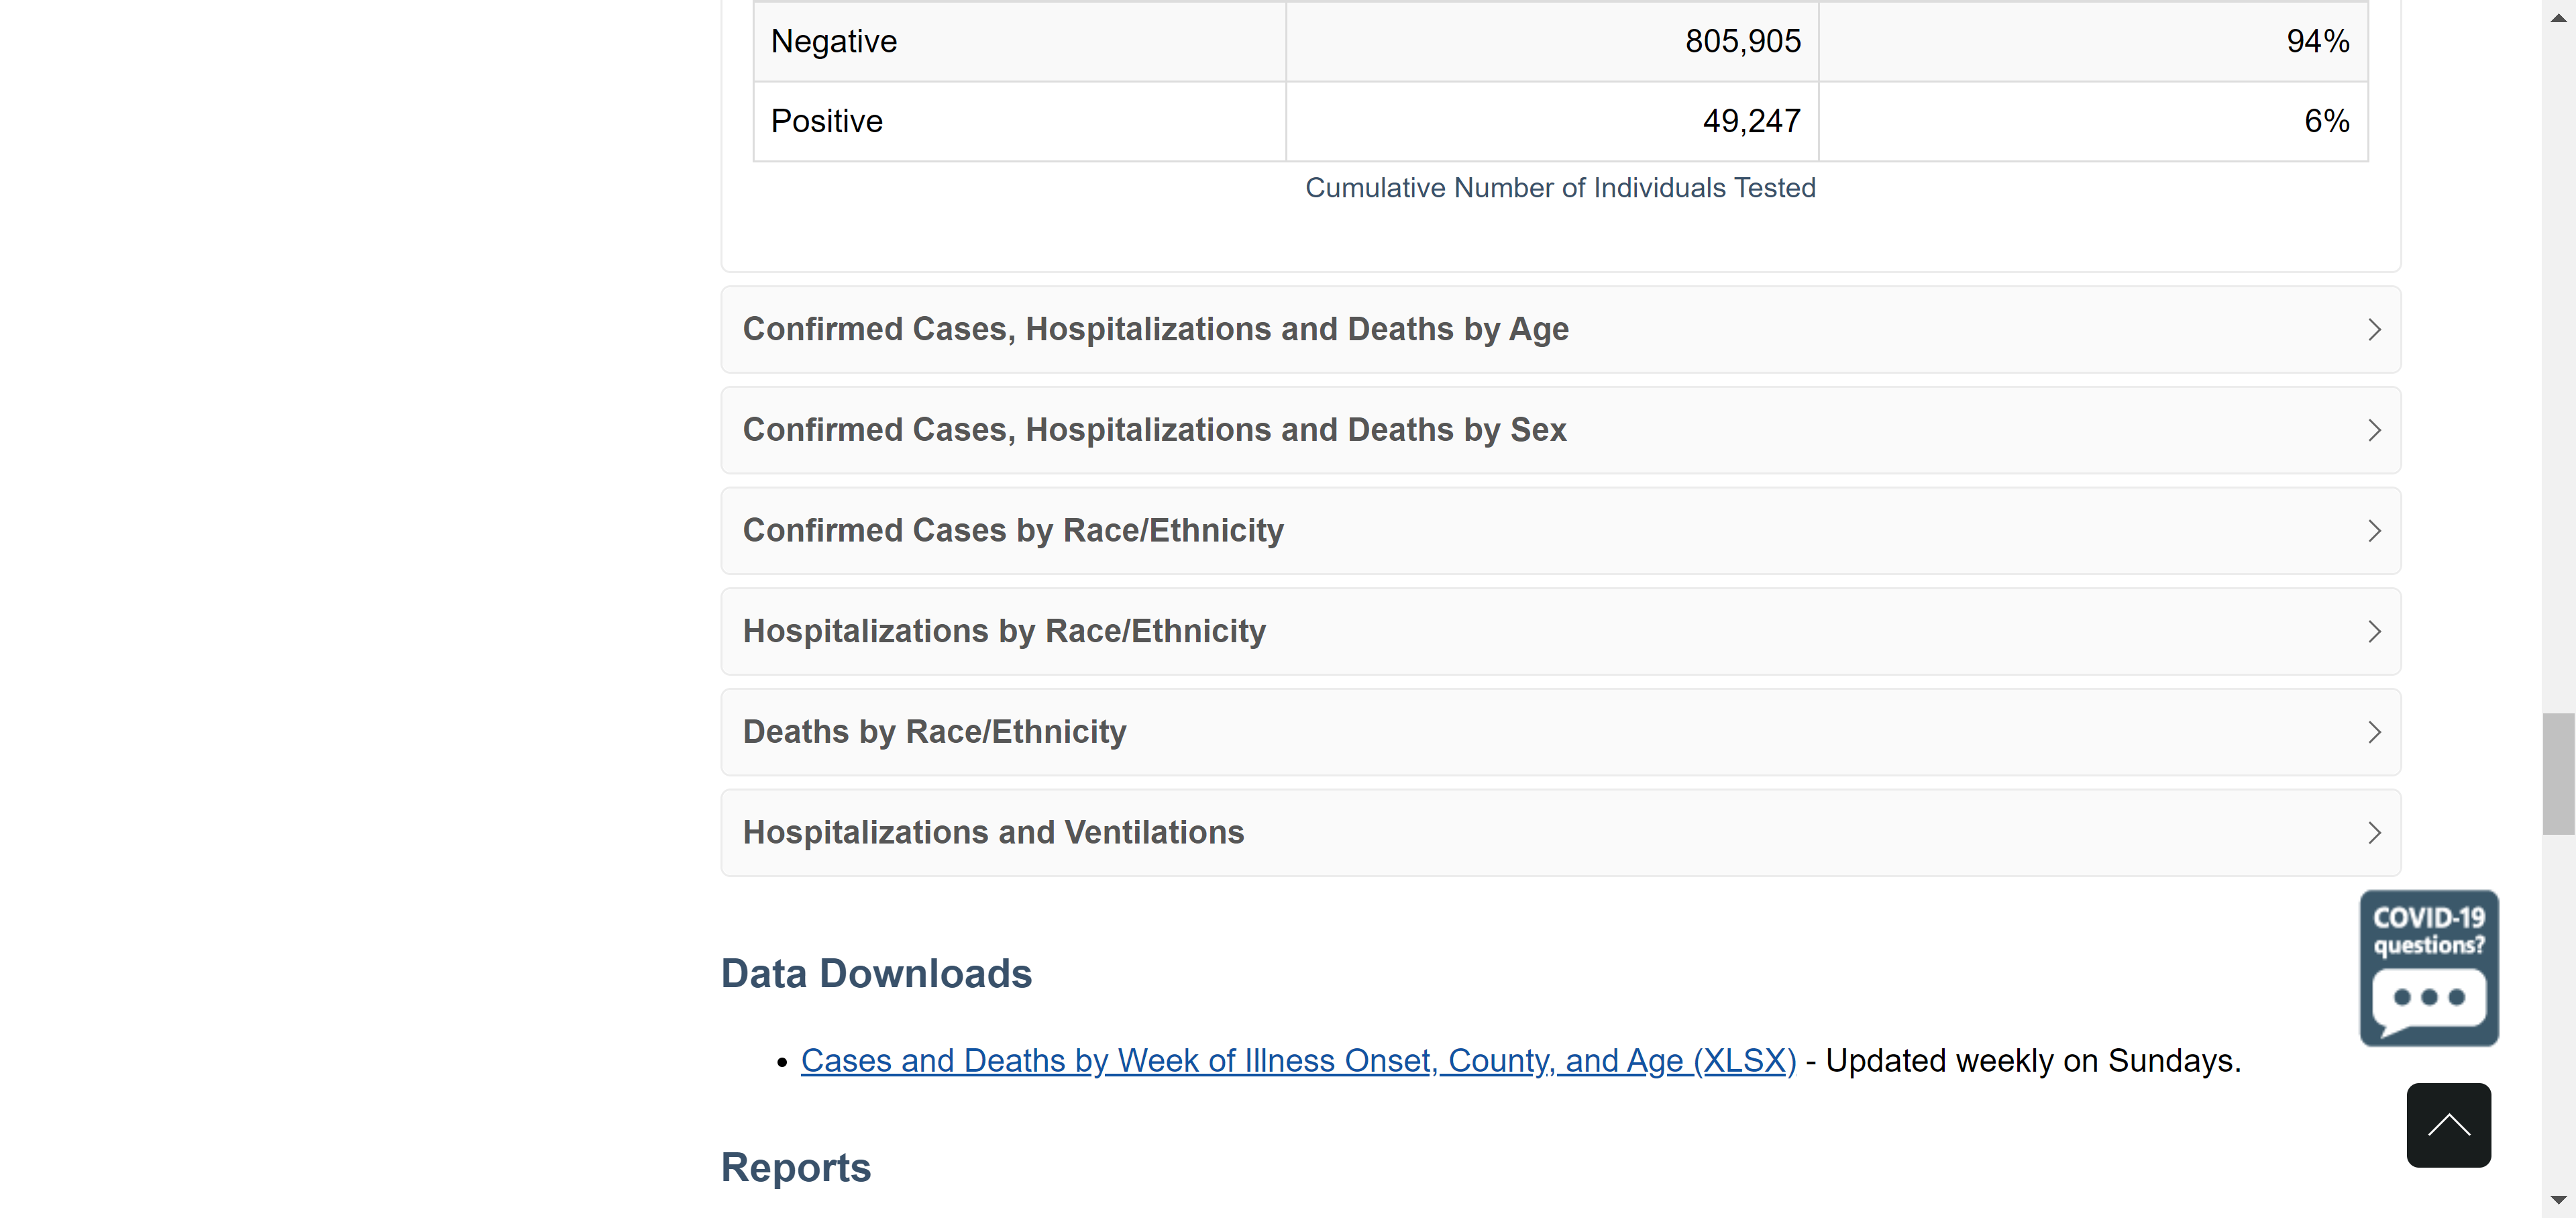 Negative 805,905 94%
Positive 49,247 6%
Cumulative Number of Individuals Tested
Confirmed Cases, Hospitalizations and Deaths by Age
Confirmed Cases, Hospitalizations and Deaths by Sex
Confirmed Cases by Race/Ethnicity
Hospitalizations by Race/Ethnicity
Deaths by Race/Ethnicity
Hospitalizations and Ventilations
COVID-19
questions?
Data Downloads
• Cases and Deaths by Week of Illness Onset, County, and Age (XLSX) - Updated weekly on Sundays.
Reports